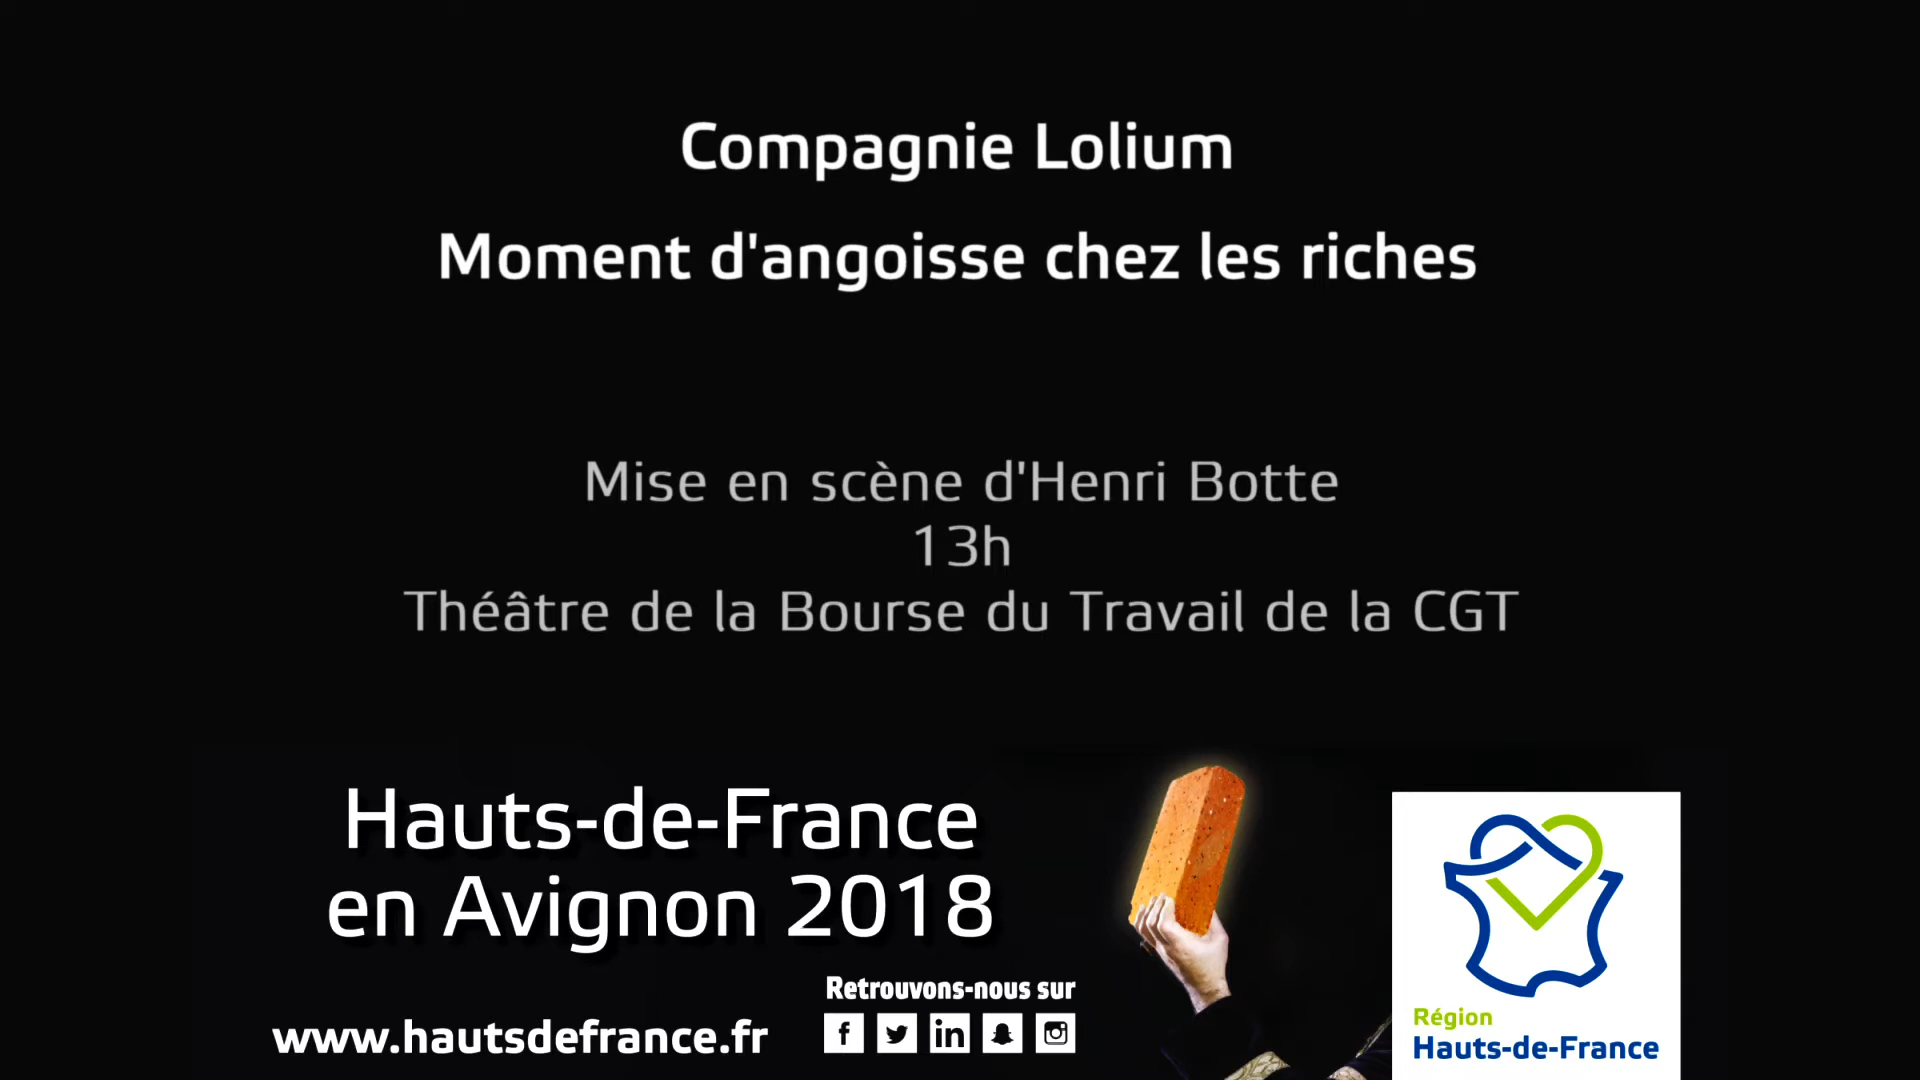 Compagnie Lolium
Moment d'angoisse chez les riches
Mise en scène d'Henri Botte
13h
Théâtre de la Bourse du Travail de la CGT
Hauts-de-France
en Avignon 2018
Retrouvons-nous sur
www.hautsdefrance.fr
Région
Hauts-de-France